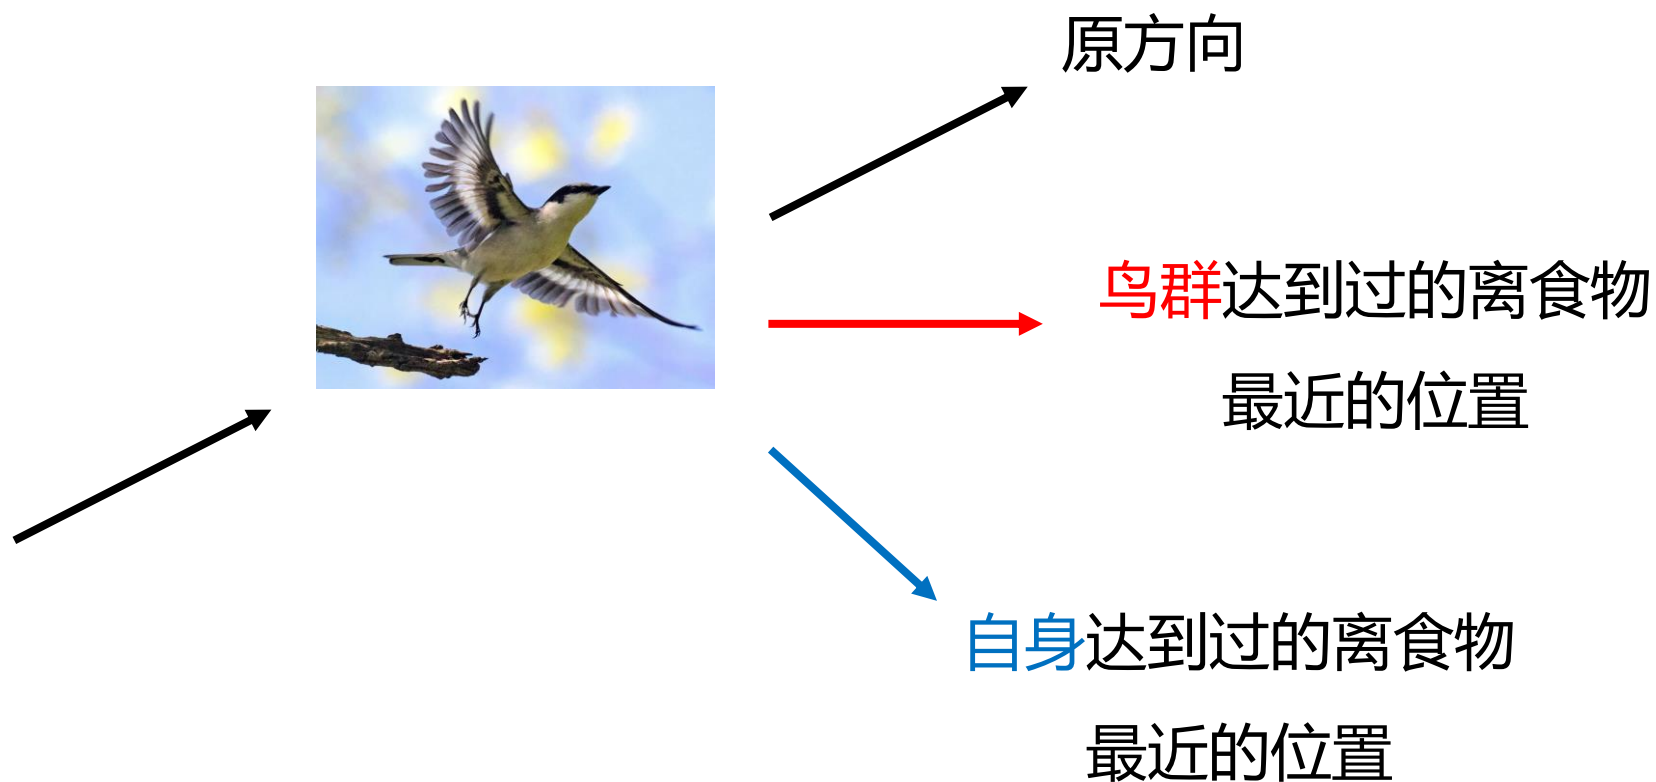 原方向
鸟群达到过的离食物
最近的位置
自身达到过的离食物
最近的位置